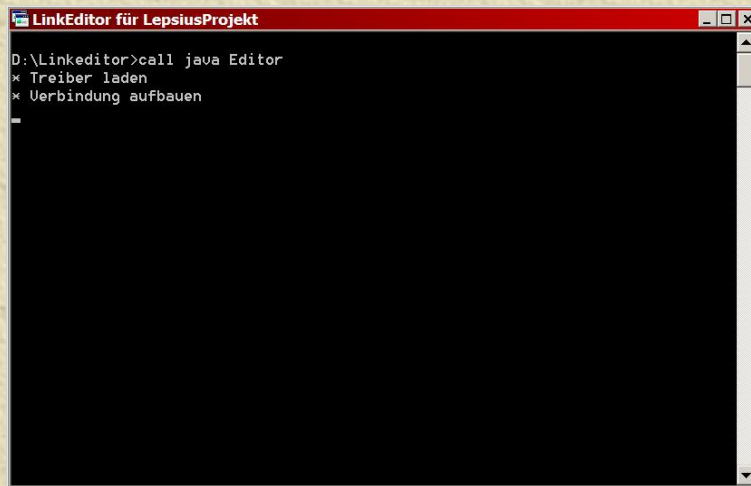 LinkEditor für LepsiusProjekt
D:\Linkeditor>call java Editor
* Treiber laden
* Verbindung aufbauen